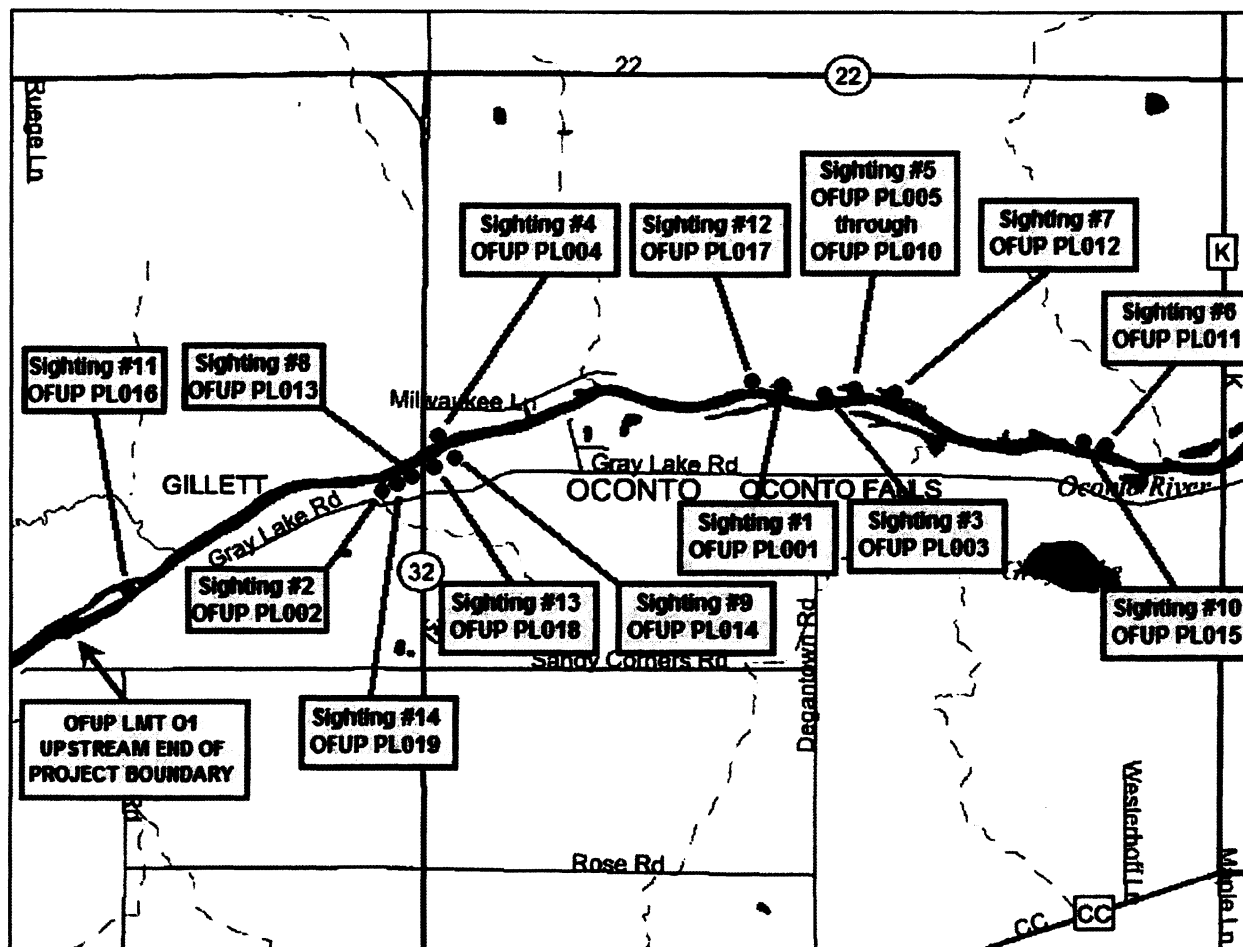 22
22
Ruege Ln
Sighting #5
OFUP PL005
through
OFUP PL010
Sighting #4
OFUP PL004
Sighting #12
OFUP PL017
Sighting #7
OFUP PL012
K
Sighting #6
OFUP PL011
Sighting #11
OFUP PL016
Sighting #8
OFUP PL013
K
Milwaukee Ln
Gray Lake Rd
GILLETT
OCONTO
OCONTO FALLS
Oconto River
Gray Lake Rd
Sighting #1
OFUP PL001
Sighting #3
OFUP PL003
32
Sighting #2
OFUP PL002
Sighting #13
OFUP PL018
Sighting #9
OFUP PL014
Sighting #10
OFUP PL015
Sandy Corners Rd
Degantown Rd
OFUP LMT 01
UPSTREAM END OF
PROJECT BOUNDARY
Sighting #14
OFUP PL019
Rd
Westerhoff Ln
Rose Rd
Maple Ln
CC
CC